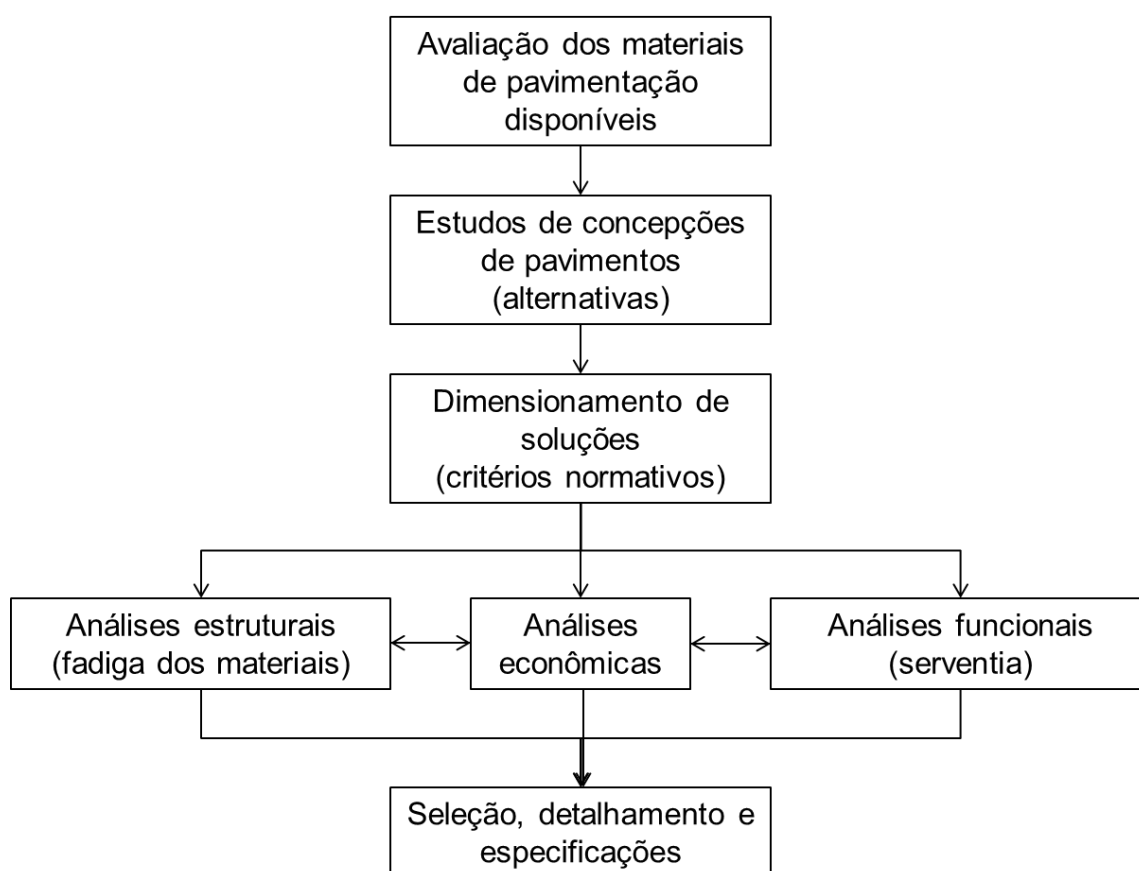 Avaliação dos materiais
de pavimentação
disponíveis
Estudos de concepções
de pavimentos
(alternativas)
Dimensionamento de
soluções
(critérios normativos)
Análises estruturais
(fadiga dos materiais)
Análises
econômicas
Análises funcionais
(serventia)
Seleção, detalhamento e
especificações